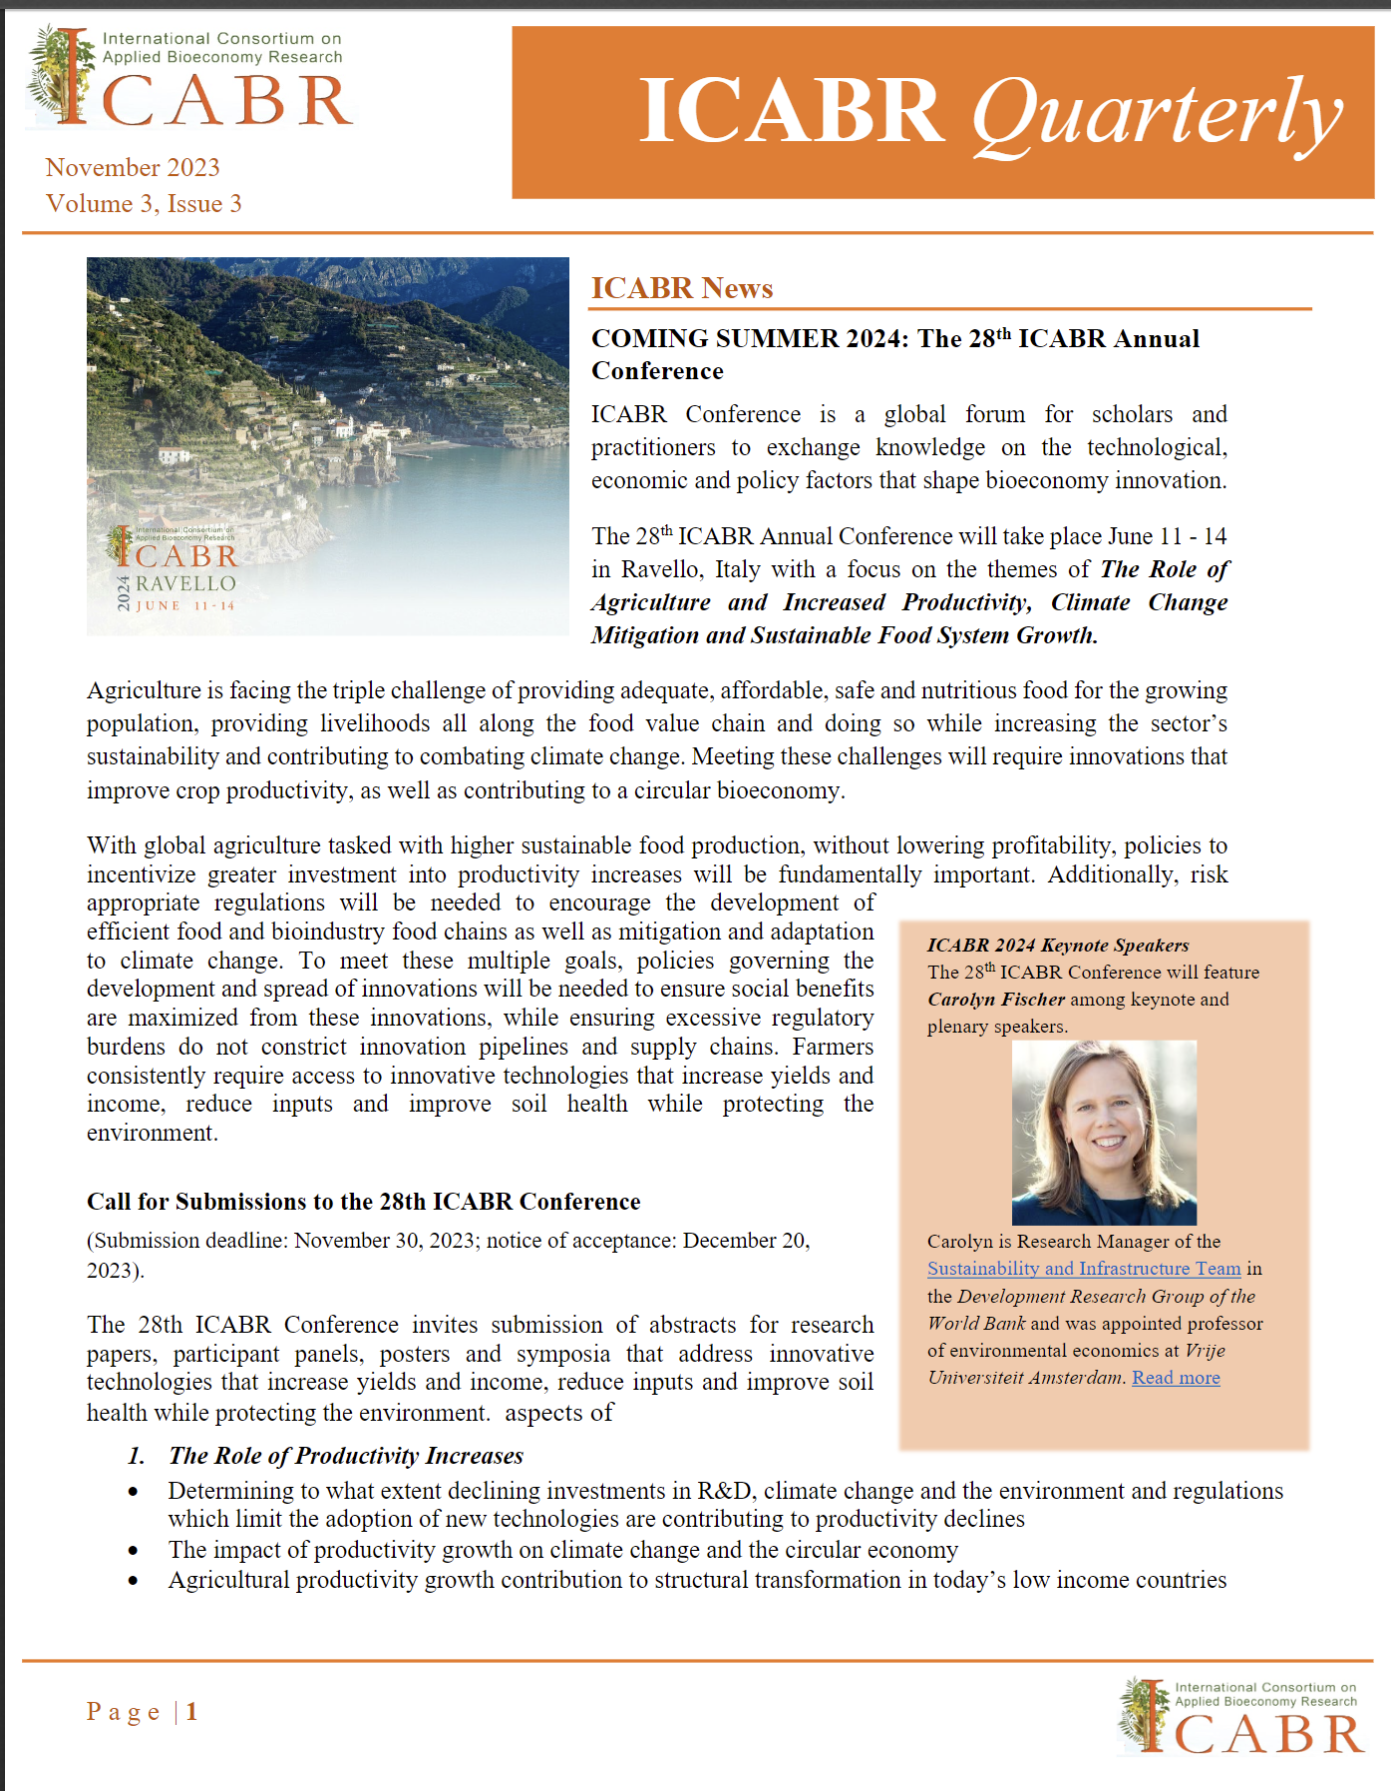 International Consortium on
Applied Bioeconomy Research
ICABR
November 2023
Volume 3, Issue 3
ICABR Quarterly
International Consortium on
Applied Bioeconomy Research
ICABR
2024
RAVELLO
JUNE 11-14
ICABR News
COMING SUMMER 2024: The 28th ICABR Annual
Conference
ICABR Conference is a global forum for scholars and
practitioners to exchange knowledge on the technological,
economic and policy factors that shape bioeconomy innovation.
The 28th ICABR Annual Conference will take place June 11 - 14
in Ravello, Italy with a focus on the themes of The Role of
Agriculture and Increased Productivity, Climate Change
Mitigation and Sustainable Food System Growth.
Agriculture is facing the triple challenge of providing adequate, affordable, safe and nutritious food for the growing
population, providing livelihoods all along the food value chain and doing so while increasing the sector’s
sustainability and contributing to combating climate change. Meeting these challenges will require innovations that
improve crop productivity, as well as contributing to a circular bioeconomy.
With global agriculture tasked with higher sustainable food production, without lowering profitability, policies to
incentivize greater investment into productivity increases will be fundamentally important. Additionally, risk
appropriate regulations will be needed to encourage the development of
efficient food and bioindustry food chains as well as mitigation and adaptation
to climate change. To meet these multiple goals, policies governing the
development and spread of innovations will be needed to ensure social benefits
are maximized from these innovations, while ensuring excessive regulatory
burdens do not constrict innovation pipelines and supply chains. Farmers
consistently require access to innovative technologies that increase yields and
income, reduce inputs and improve soil health while protecting the
environment.
Call for Submissions to the 28th ICABR Conference
(Submission deadline: November 30, 2023; notice of acceptance: December 20,
2023).
The 28th ICABR Conference invites submission of abstracts for research
papers, participant panels, posters and symposia that address innovative
technologies that increase yields and income, reduce inputs and improve soil
health while protecting the environment. aspects of
1. The Role of Productivity Increases
• Determining to what extent declining investments in R&D, climate change and the environment and regulations
which limit the adoption of new technologies are contributing to productivity declines
• The impact of productivity growth on climate change and the circular economy
• Agricultural productivity growth contribution to structural transformation in today’s low income countries
ICABR 2024 Keynote Speakers
The 28th ICABR Conference will feature
Carolyn Fischer among keynote and
plenary speakers.
Carolyn is Research Manager of the
Sustainability and Infrastructure Team in
the Development Research Group of the
World Bank and was appointed professor
of environmental economics at Vrije
Universiteit Amsterdam. Read more
Page | 1
International Consortium on
Applied Bioeconomy Research
ICABR